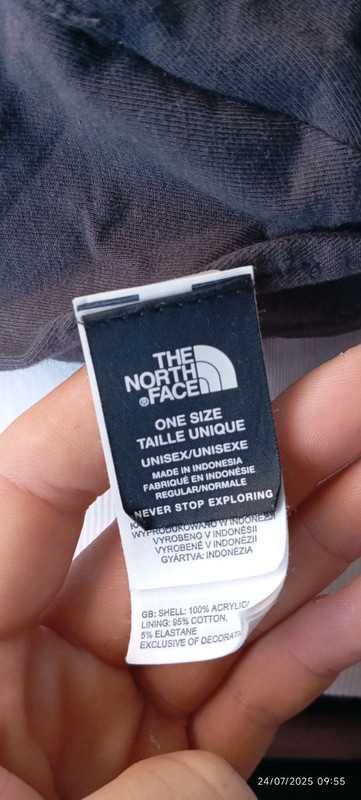 THE
NORTH
FACE
®
ONE SIZE
TAILLE UNIQUE
UNISEX/UNISEXE
MADE IN INDONESIA
FABRIQUÉ EN INDONÉSIE
REGULAR/NORMALE
NEVER STOP EXPLORING
WYPRODUKOWANO W INDONEZJI
VYROBENO V INDONÉSII
VYROBENÉ V INDONÉZII
GYÁRTVA: INDONÉZIA
GB: SHELL: 100% ACRYLIC/
LINING: 95% COTTON,
5% ELASTANE
EXCLUSIVE OF
24/07/2025 09:55